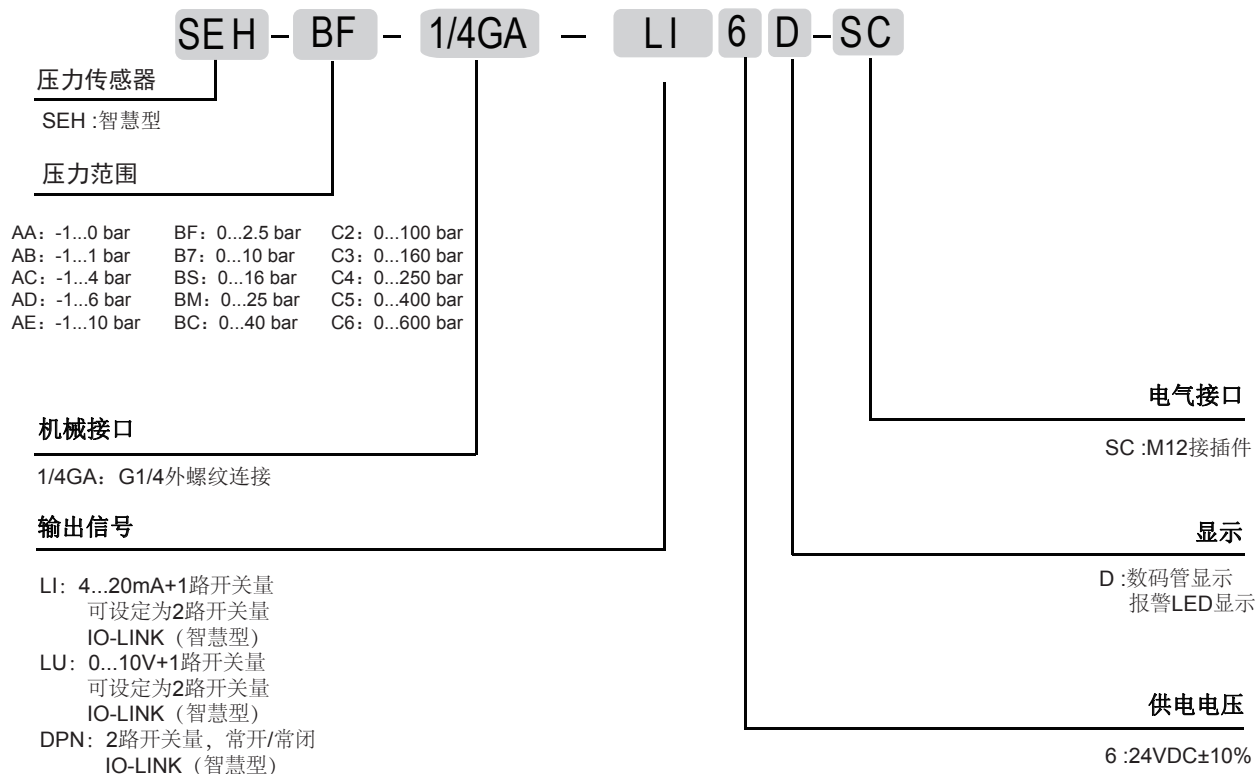 SEH – BF – 1/4GA – LI 6 D – SC
压力传感器
SEH :智慧型
压力范围
AA：-1...0 bar BF：0...2.5 bar C2：0...100 bar
AB：-1...1 bar B7：0...10 bar C3：0...160 bar
AC：-1...4 bar BS：0...16 bar C4：0...250 bar
AD：-1...6 bar BM：0...25 bar C5：0...400 bar
AE：-1...10 bar BC：0...40 bar C6：0...600 bar
机械接口
1/4GA：G1/4外螺纹连接
输出信号
LI：4...20mA+1路开关量
可设定为2路开关量
IO-LINK（智慧型）
LU：0...10V+1路开关量
可设定为2路开关量
IO-LINK（智慧型）
DPN：2路开关量，常开/常闭
IO-LINK（智慧型）
电气接口
SC :M12接插件
显示
D :数码管显示
报警LED显示
供电电压
6 :24VDC±10%